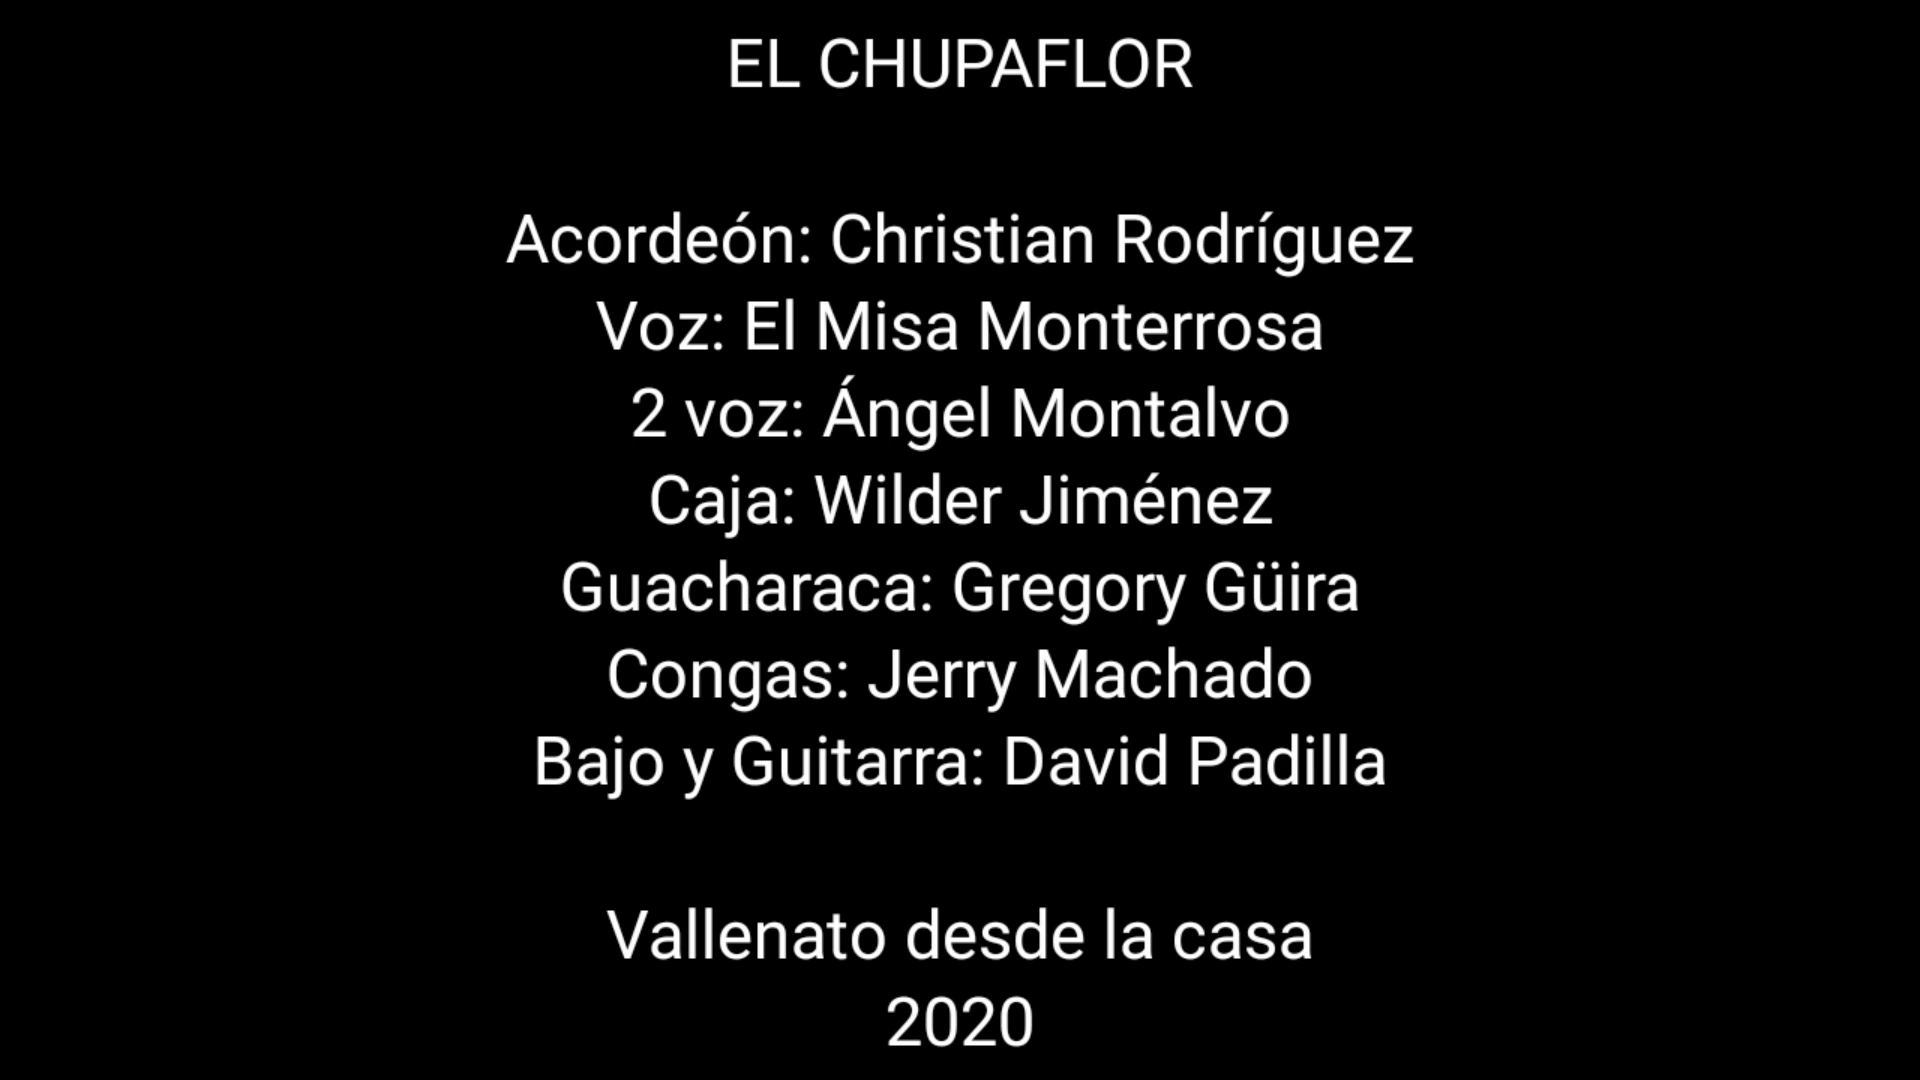 EL CHUPAFLOR
Acordeón: Christian Rodríguez
Voz: El Misa Monterrosa
2 voz: Ángel Montalvo
Caja: Wilder Jiménez
Guacharaca: Gregory Güira
Congas: Jerry Machado
Bajo y Guitarra: David Padilla
Vallenato desde la casa
2020